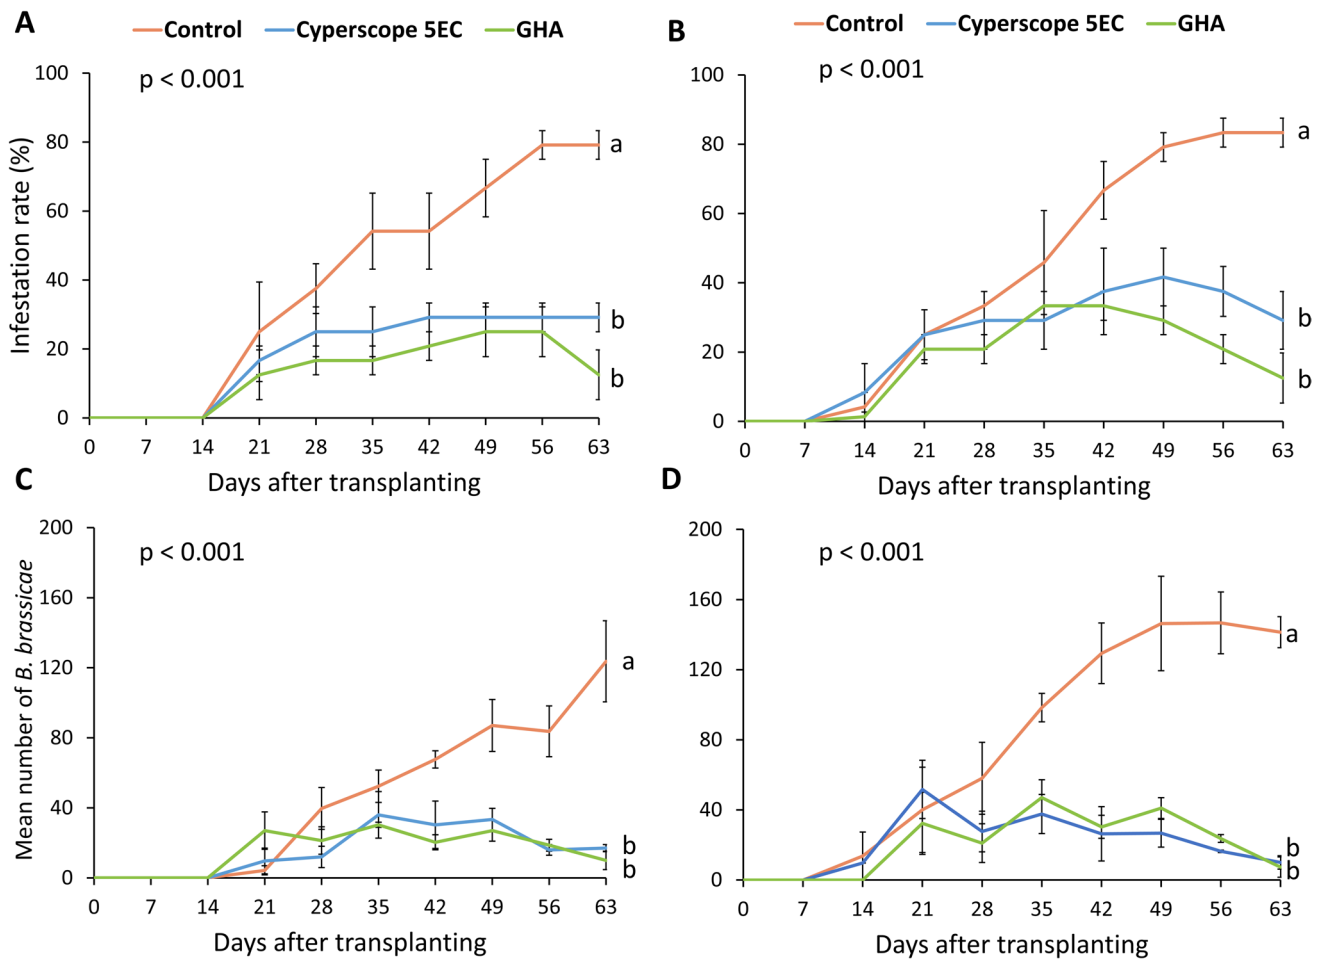 A
Control Cyperscope 5EC GHA
p < 0.001
Infestation rate (%)
100
80
60
40
20
0
a
b
b
0 7 14 21 28 35 42 49 56 63
Days after transplanting
B
Control Cyperscope 5EC GHA
p < 0.001
100
80
60
40
20
0
a
b
b
0 7 14 21 28 35 42 49 56 63
Days after transplanting
C
p < 0.001
Mean number of B. brassicae
200
160
120
80
40
0
a
b
b
0 7 14 21 28 35 42 49 56 63
Days after transplanting
D
p < 0.001
200
160
120
80
40
0
a
b
b
0 7 14 21 28 35 42 49 56 63
Days after transplanting